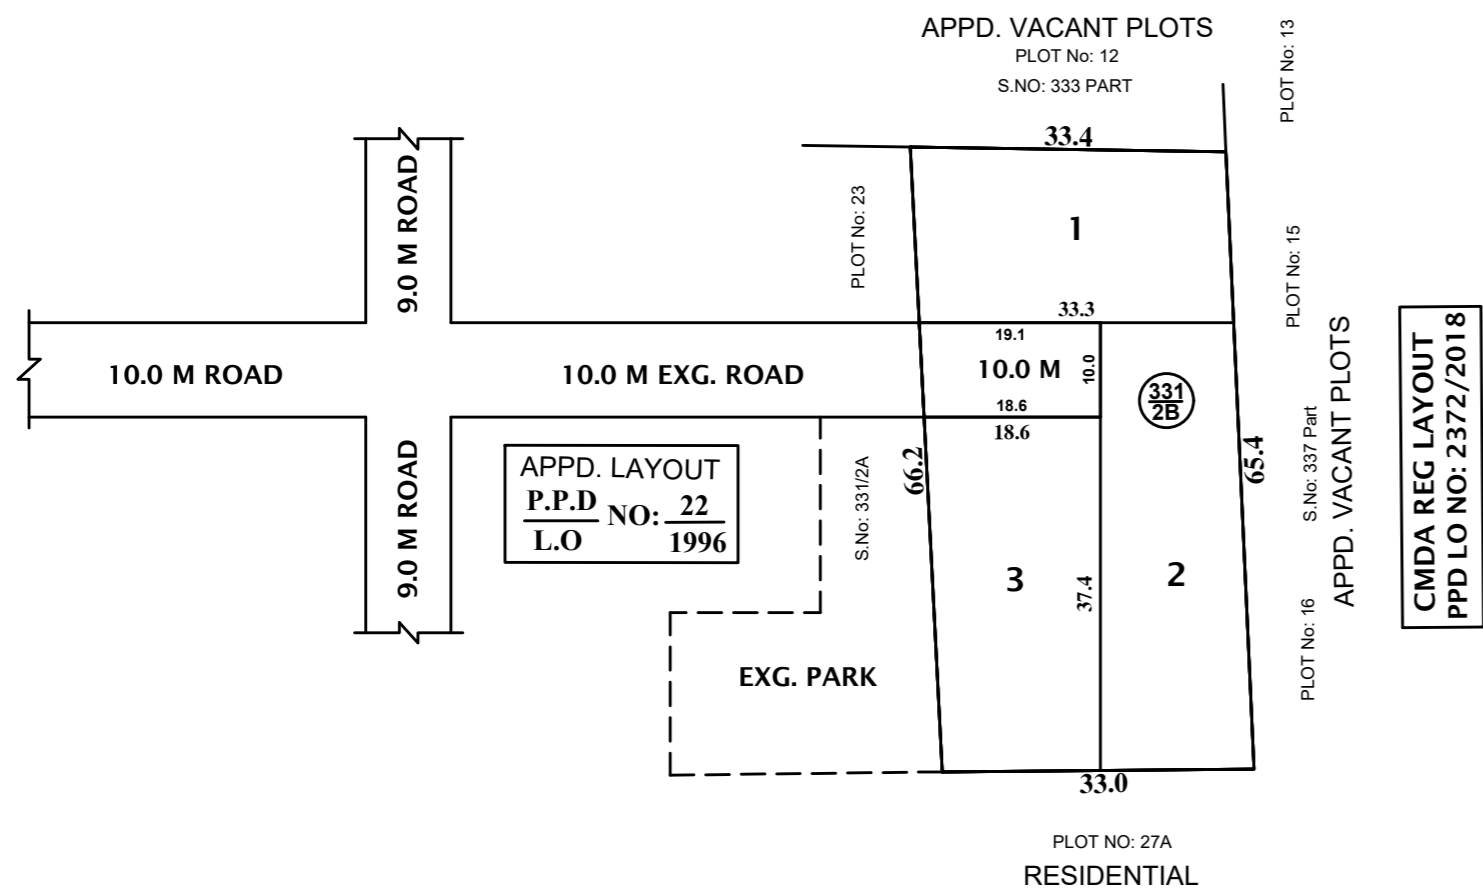 APPD. VACANT PLOTS
PLOT No: 12
S.NO: 333 PART
PLOT No: 13
33.4
9.0 M ROAD
PLOT No: 23
1
PLOT No: 15
33.3
19.1
10.0 M ROAD
10.0 M EXG. ROAD
10.0 M
10.0
331
2B
18.6
18.6
9.0 M ROAD
APPD. LAYOUT
P.P.D
L.O
NO:
22
1996
S.No: 331/2A
66.2
65.4
S.No: 337 Part
APPD. VACANT PLOTS
CMDA REG LAYOUT
PPD LO NO: 2372/2018
3
37.4
2
PLOT No: 16
EXG. PARK
33.0
PLOT NO: 27A
RESIDENTIAL